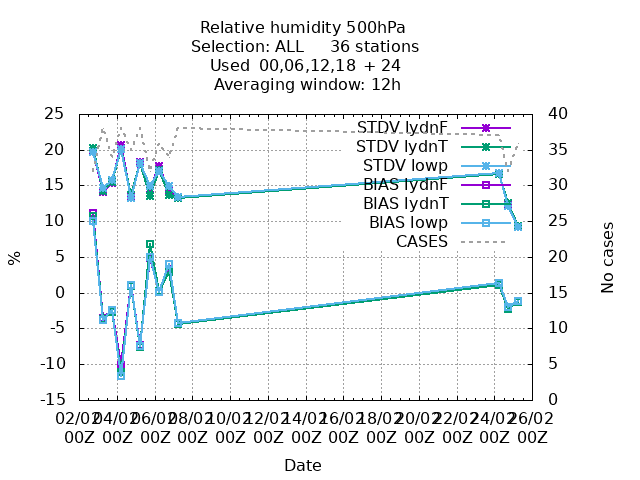 Relative humidity 500hPa
Selection: ALL 36 stations
Used 00,06,12,18 + 24
Averaging window: 12h
25
20
15
10
5
0
-5
-10
-15
%
40
35
30
25
20
15
10
5
0
No cases
STDV lydnF
STDV lydnT
STDV lowp
BIAS lydnF
BIAS lydnT
BIAS lowp
CASES
02/02 04/02 06/02 08/02 10/02 12/02 14/02 16/02 18/02 20/02 22/02 24/02 26/02
00Z 00Z 00Z 00Z 00Z 00Z 00Z 00Z 00Z 00Z 00Z 00Z 00Z
Date